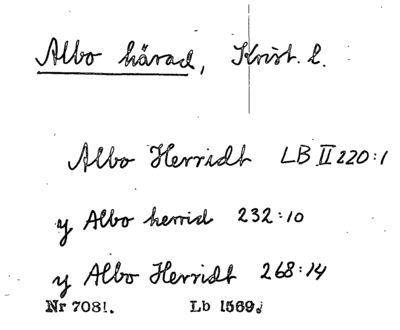 Albo härad, Krist. l.
Albo Herridt LB II 220:1
y Albo herrid 232:10
y Albo Herridt 268:14
Nr 7081. Lb 1569.